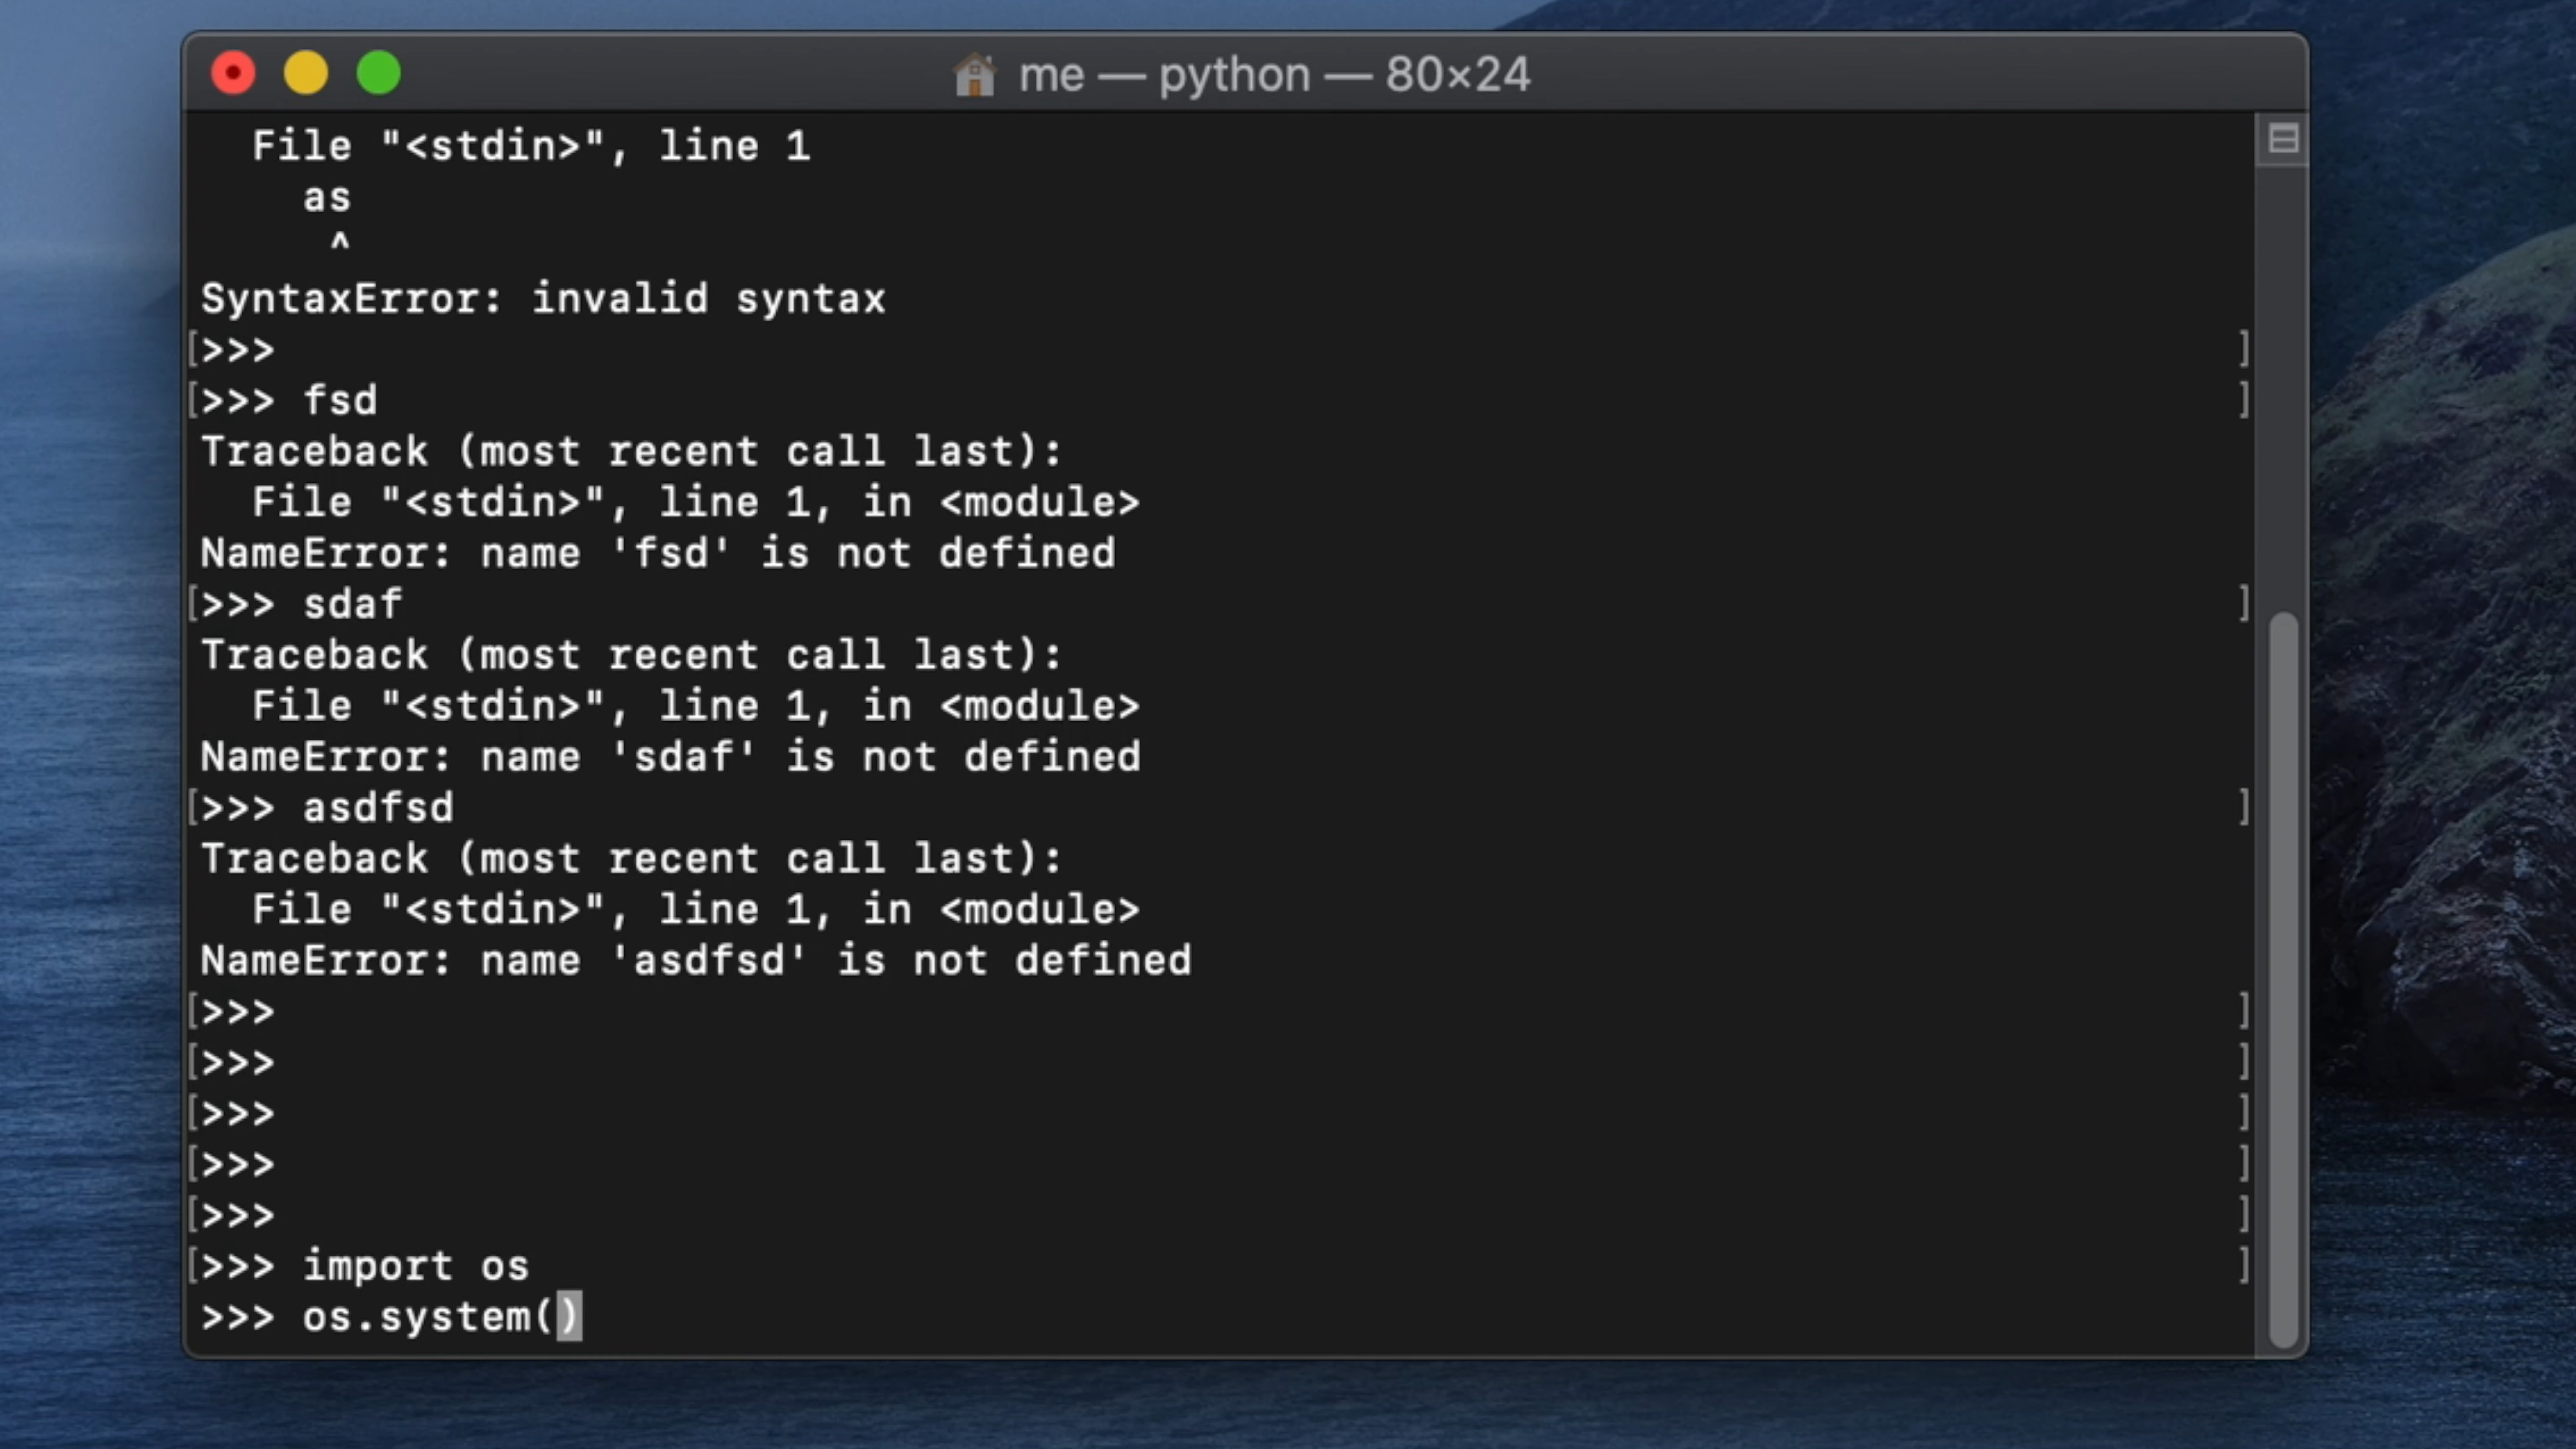 me — python — 80×24
  File "<stdin>", line 1
    as
     ^
SyntaxError: invalid syntax
[>>> ]
[>>> fsd ]
Traceback (most recent call last):
  File "<stdin>", line 1, in <module>
NameError: name 'fsd' is not defined
[>>> sdaf ]
Traceback (most recent call last):
  File "<stdin>", line 1, in <module>
NameError: name 'sdaf' is not defined
[>>> asdfsd ]
Traceback (most recent call last):
  File "<stdin>", line 1, in <module>
NameError: name 'asdfsd' is not defined
[>>> ]
[>>> ]
[>>> ]
[>>> ]
[>>> ]
[>>> import os ]
>>> os.system()